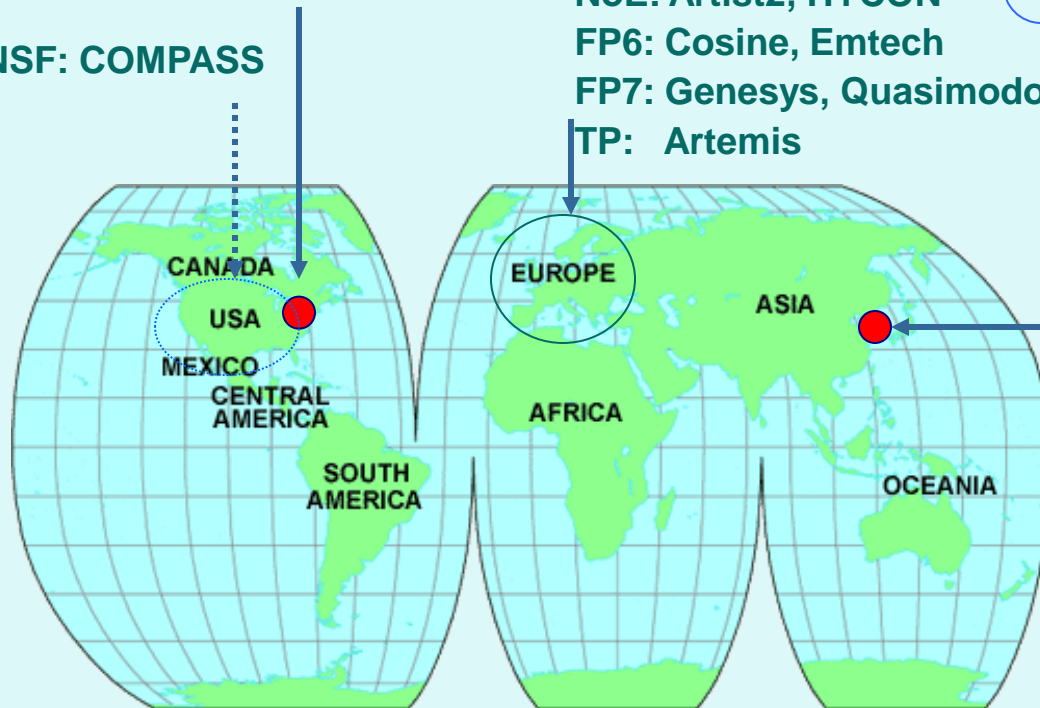 NSF: COMPASS
FP6: Cosine, Emtech
FP7: Genesys, Quasimodo
TP: Artemis
CANADA
USA
MEXICO
CENTRAL
AMERICA
SOUTH
AMERICA
EUROPE
ASIA
AFRICA
OCEANIA